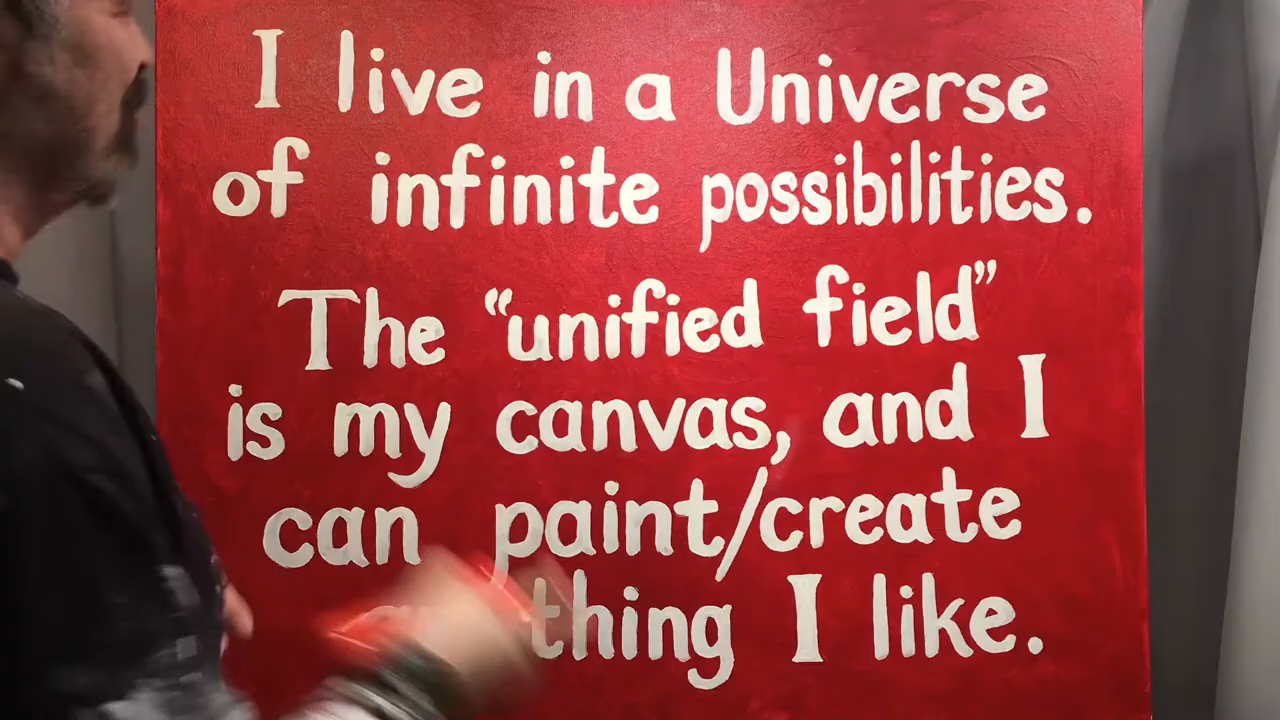 I live in a Universe
of infinite possibilities.
The “unified field”
is my canvas, and I
can paint/create
thing I like.